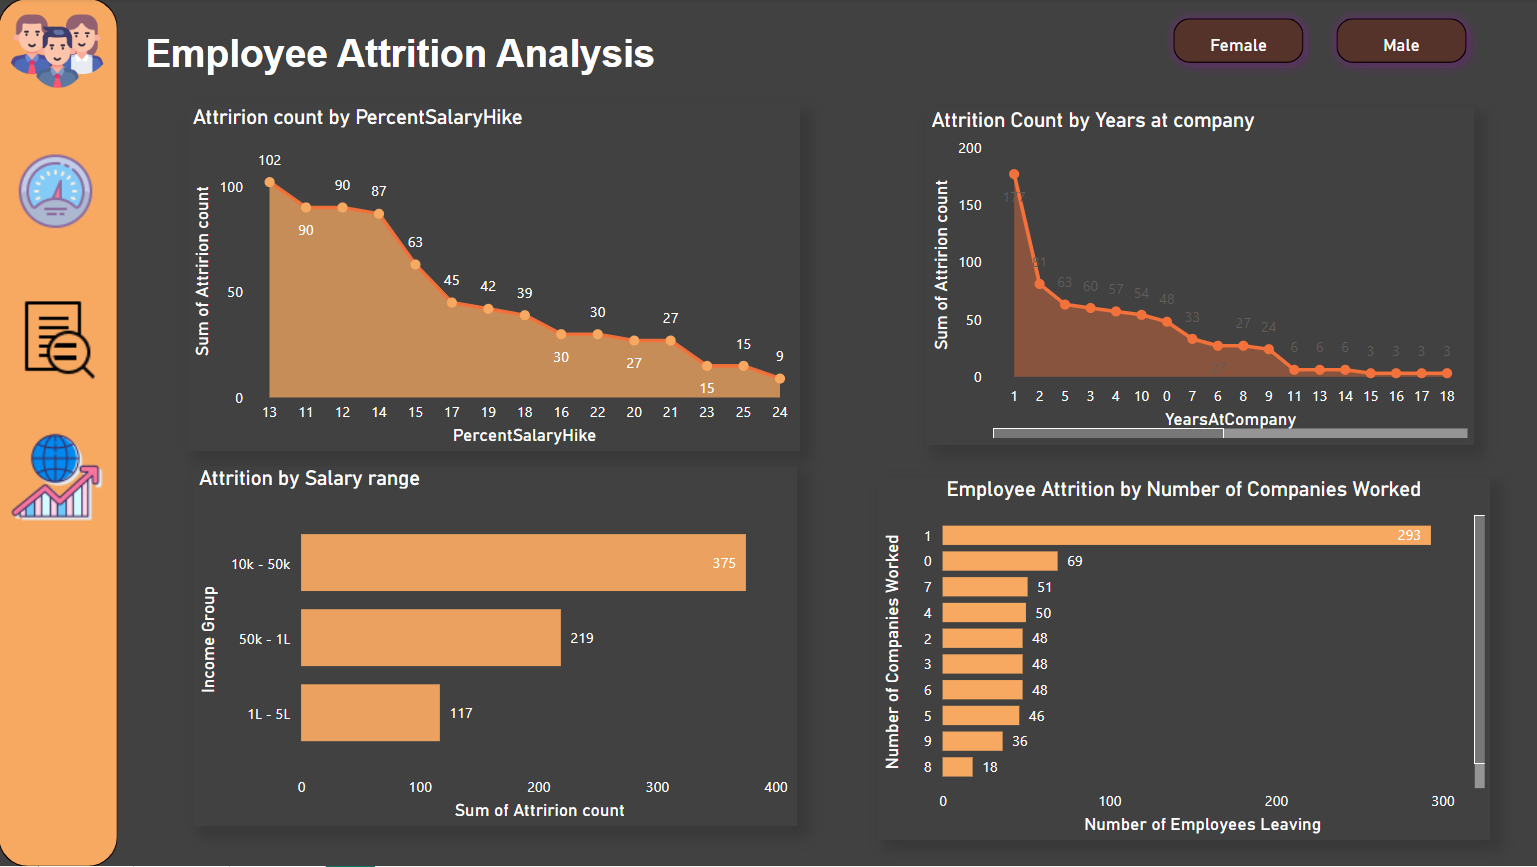 Employee Attrition Analysis
Female
Male
Attririon count by PercentSalaryHike
Sum of Attririon count
100
50
0
102
90
90
87
63
45
42
39
30
30
27
27
15
15
9
13 11 12 14 15 17 19 18 16 22 20 21 23 25 24
PercentSalaryHike
Attrition Count by Years at company
Sum of Attririon count
200
150
100
50
0
177
81
63
60
57
54
48
33
27
24
6
6
6
3
3
3
3
1 2 5 3 4 10 0 7 6 8 9 11 13 14 15 16 17 18
YearsAtCompany
Attrition by Salary range
Income Group
10k - 50k 375
50k - 1L 219
1L - 5L 117
0 100 200 300 400
Sum of Attririon count
Employee Attrition by Number of Companies Worked
Number of Companies Worked
1 293
0 69
7 51
4 50
2 48
3 48
6 48
5 46
9 36
8 18
0 100 200 300
Number of Employees Leaving